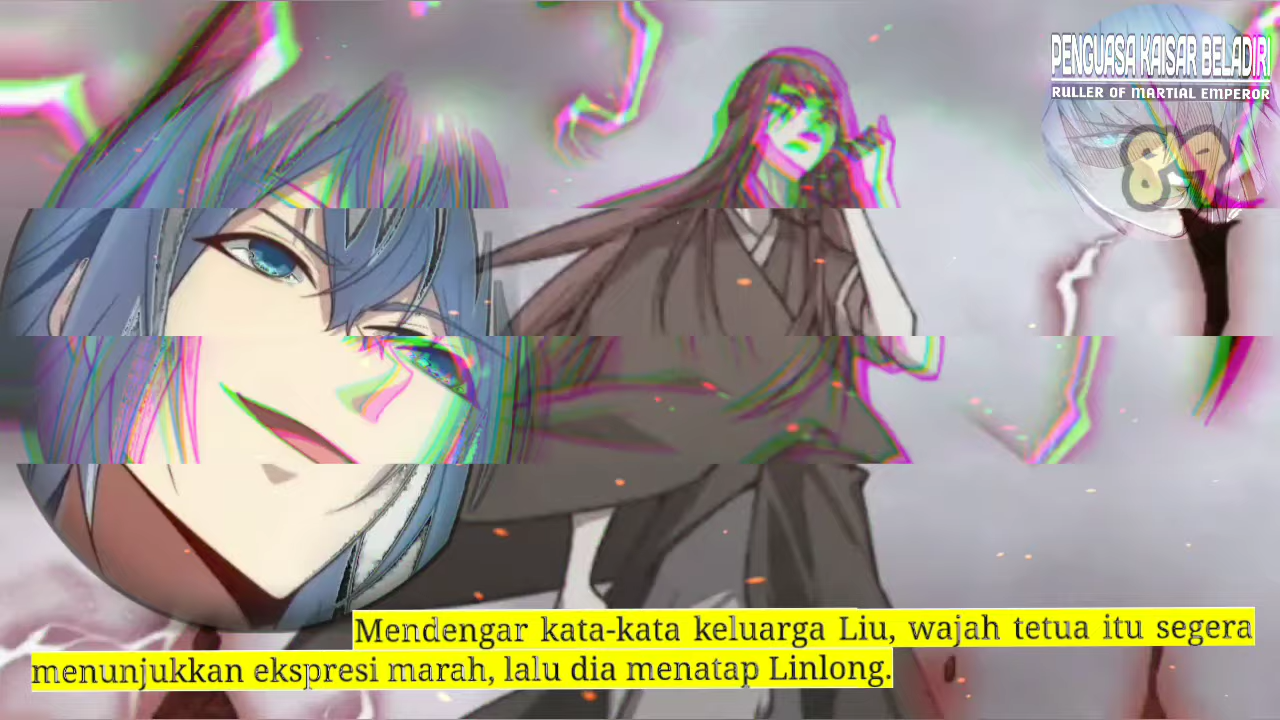 PENGUASA KAISAR BELADIRI
RULLER OF MARTIAL EMPEROR
89
Mendengar kata-kata keluarga Liu, wajah tetua itu segera
menunjukkan ekspresi marah, lalu dia menatap Linlong.